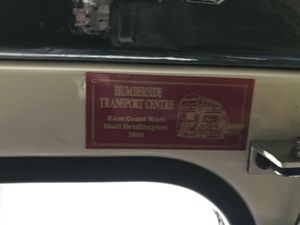 HUMBERSIDE
TRANSPORT CENTRE
East Coast Run
Hull Bridlington
2000